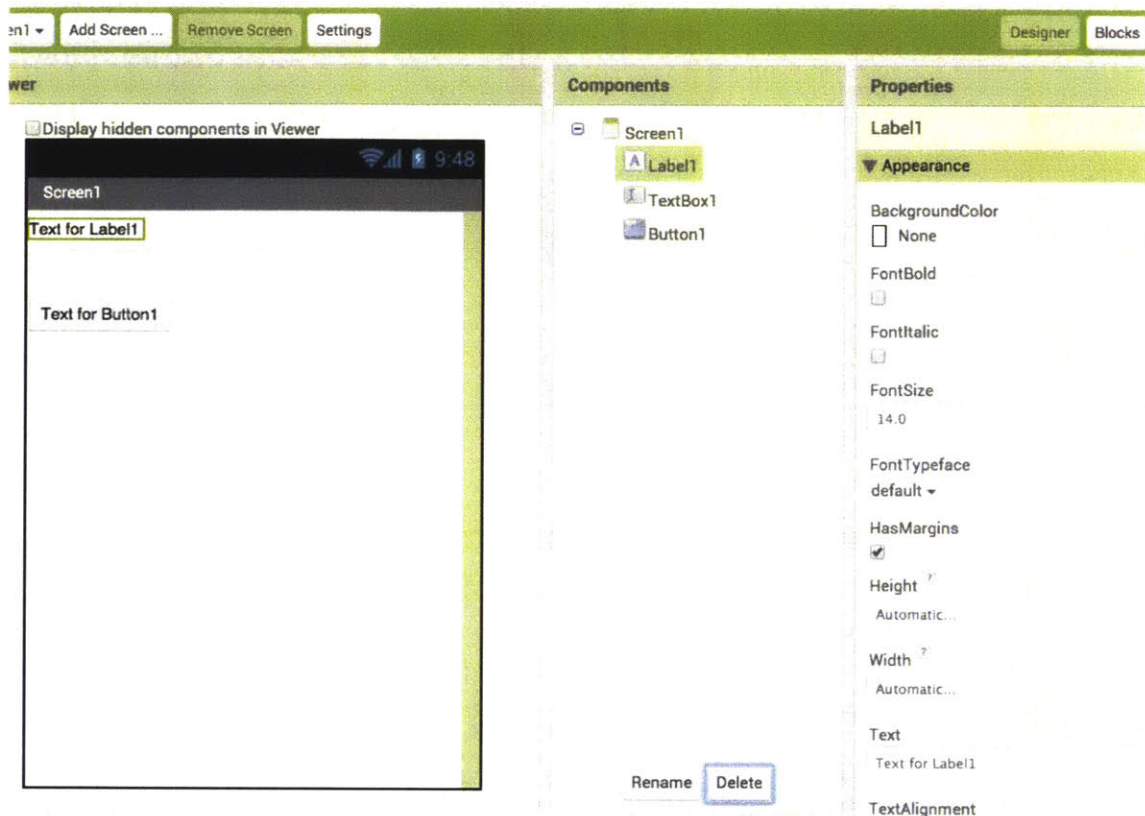 en1 Add Screen ... Remove Screen Settings Designer Blocks
wer
Display hidden components in Viewer
9:48
Screen1
Text for Label1
Text for Button1
Components
Screen1
A Label1
TextBox1
Button1
Rename Delete
Properties
Label1
Appearance
BackgroundColor
None
FontBold
FontItalic
FontSize
14.0
FontTypeface
default
HasMargins
Height ?
Automatic...
Width ?
Automatic...
Text
Text for Label1
TextAlignment